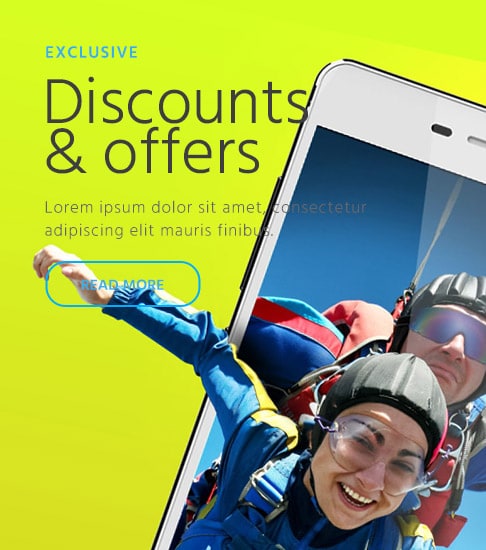 EXCLUSIVE
Discounts
& offers
Lorem ipsum dolor sit amet, consectetur
adipiscing elit mauris finibus.
READ MORE